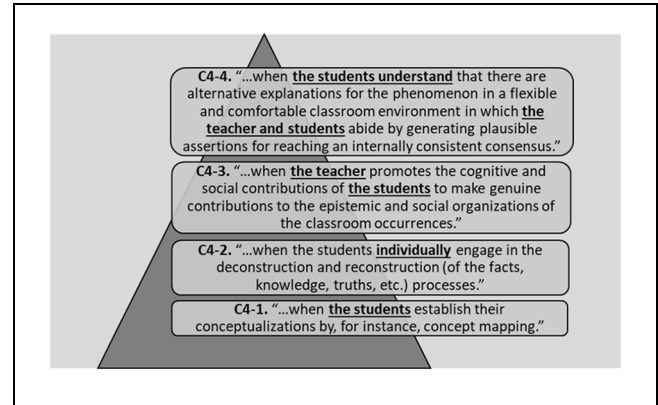 C4-4. “…when the students understand that there are
alternative explanations for the phenomenon in a flexible
and comfortable classroom environment in which the
teacher and students abide by generating plausible
assertions for reaching an internally consistent consensus.”
C4-3. “…when the teacher promotes the cognitive and
social contributions of the students to make genuine
contributions to the epistemic and social organizations of
the classroom occurrences.”
C4-2. “…when the students individually engage in the
deconstruction and reconstruction (of the facts,
knowledge, truths, etc.) processes.”
C4-1. “…when the students establish their
conceptualizations by, for instance, concept mapping.”